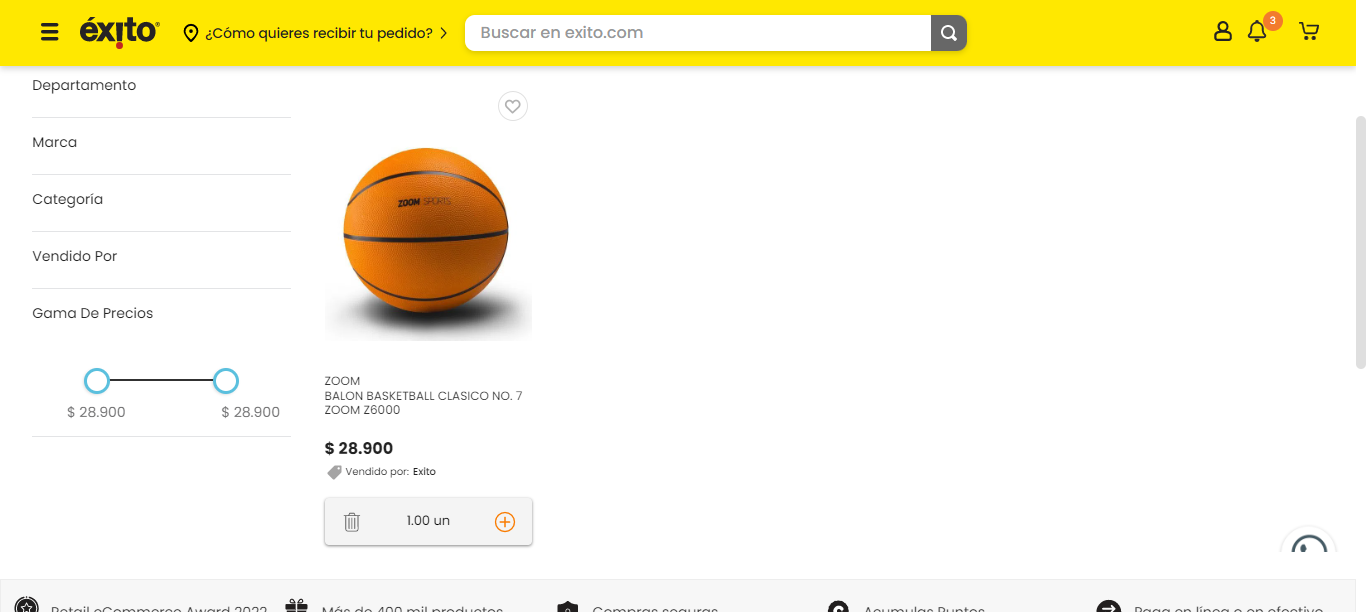 éxito
¿Cómo quieres recibir tu pedido?
Buscar en exito.com
3
Departamento
Marca
Categoría
Vendido Por
Gama De Precios
$ 28.900
$ 28.900
ZOOM SPORTS
ZOOM
BALON BASKETBALL CLASICO NO. 7
ZOOM Z6000
$ 28.900
Vendido por: Exito
1.00 un
Retail eCommerce Award 2022
Más de 400 mil productos
Compras seguras
Acumulas Puntos
Paga en línea o en efectivo